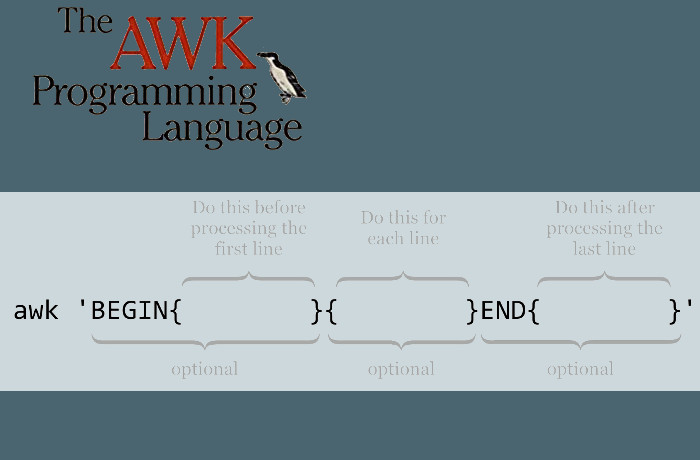 The
AWK
Programming
Language
Do this before
processing the
first line
Do this for
each line
Do this after
processing the
last line
awk 'BEGIN{ }{ }END{ }'
optional
optional
optional